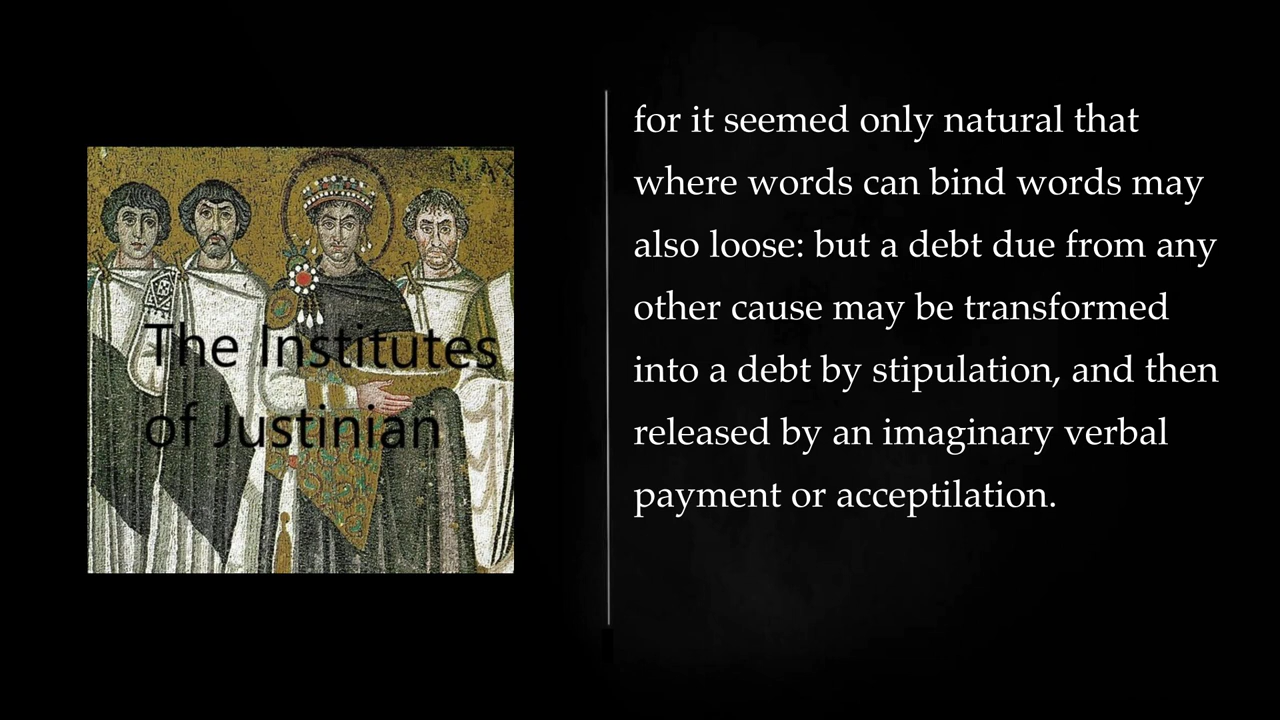 MAX
The Institutes
of Justinian
for it seemed only natural that
where words can bind words may
also loose: but a debt due from any
other cause may be transformed
into a debt by stipulation, and then
released by an imaginary verbal
payment or acceptilation.